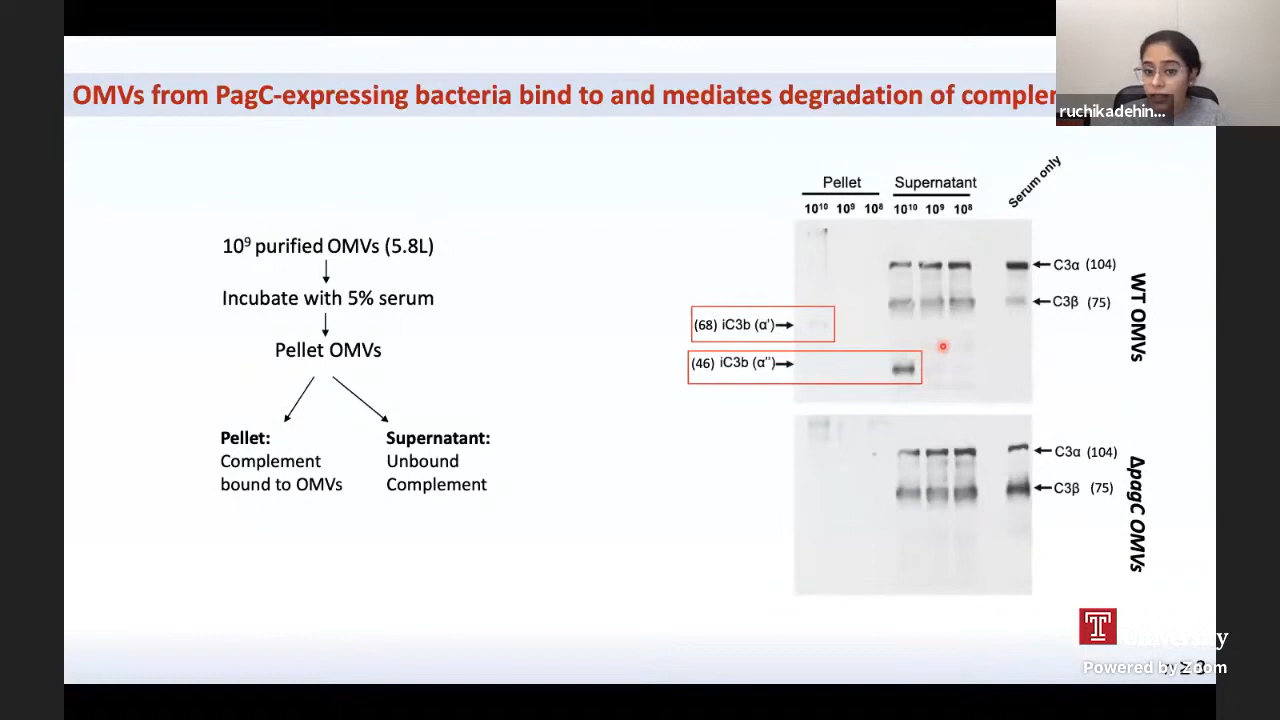 OMVs from PagC-expressing bacteria bind to and mediates degradation of complem
ruchikadehin...
10⁹ purified OMVs (5.8L)
Incubate with 5% serum
Pellet OMVs
Pellet:
Complement
bound to OMVs
Supernatant:
Unbound
Complement
Pellet
Supernatant
Serum only
10¹⁰ 10⁹ 10⁸ 10¹⁰ 10⁹ 10⁸
C3α (104)
C3β (75)
WT OMVs
(68) iC3b (α')
(46) iC3b (α'')
C3α (104)
C3β (75)
ΔpagC OMVs
University
Powered by Zoom